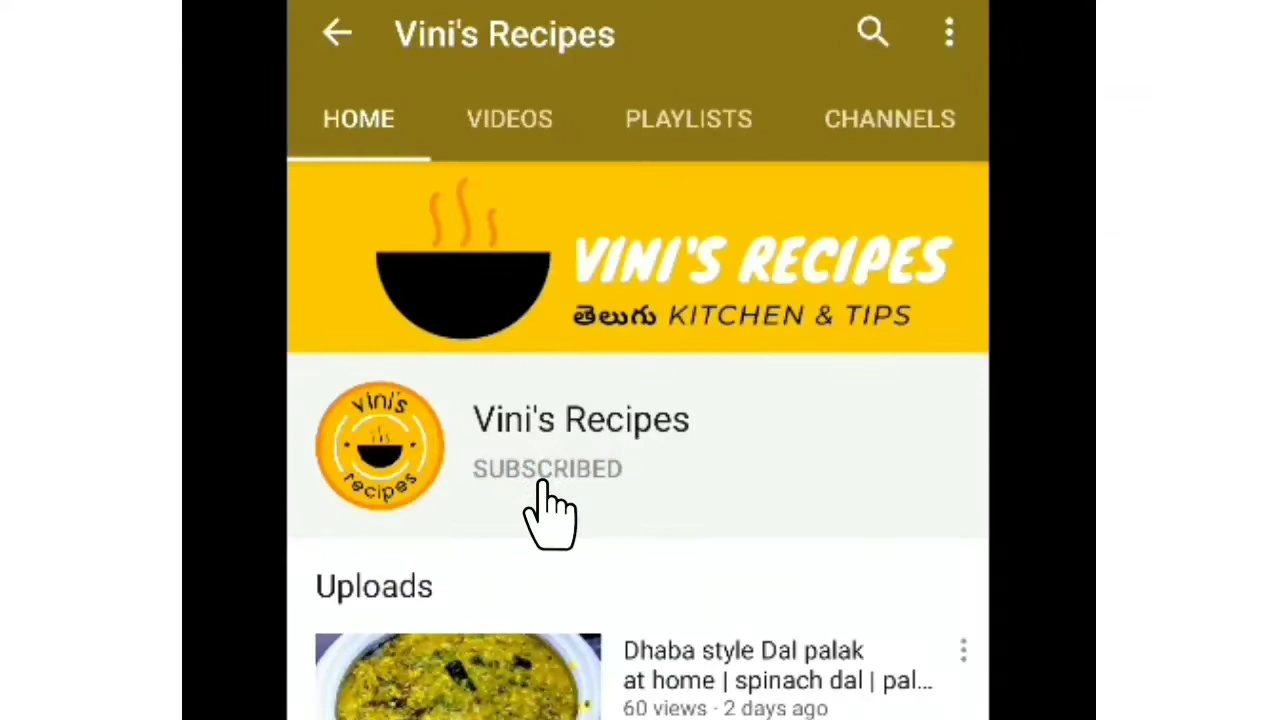 Vini's Recipes
HOME VIDEOS PLAYLISTS CHANNELS
VINI'S RECIPES
తెలుగు KITCHEN & TIPS
vini's
recipes
Vini's Recipes
SUBSCRIBED
Uploads
Dhaba style Dal palak
at home | spinach dal | pal...
60 views · 2 days ago